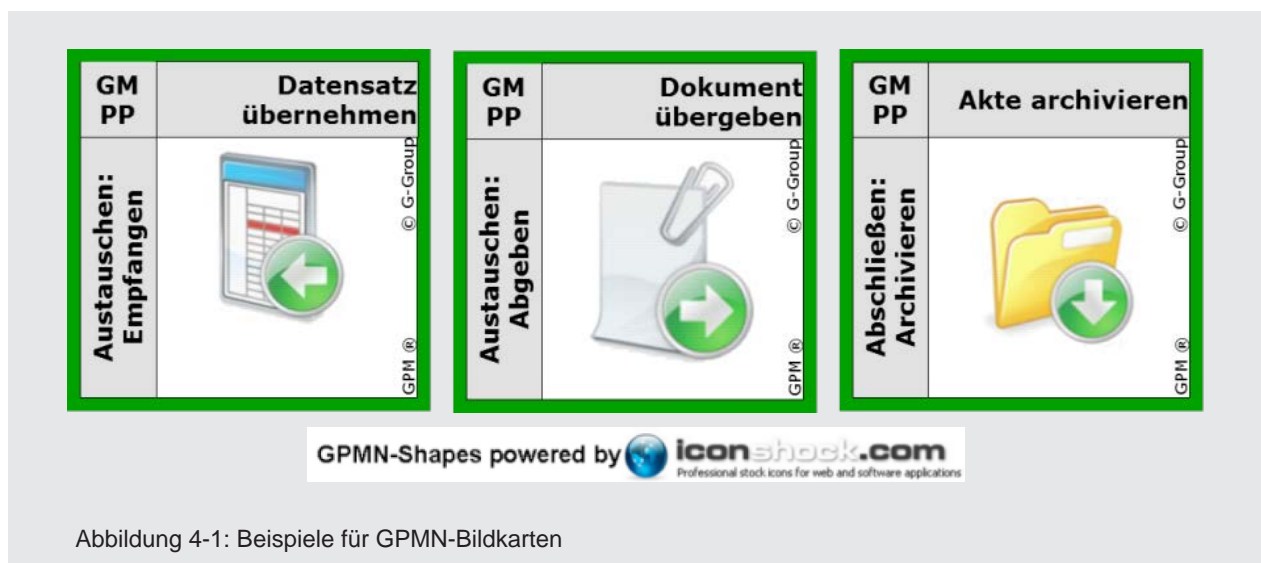 GM
PP
Datensatz
übernehmen
Austauschen:
Empfangen
© G-Group
GPM ®
GM
PP
Dokument
übergeben
Austauschen:
Abgeben
© G-Group
GPM ®
GM
PP
Akte archivieren
Abschließen:
Archivieren
© G-Group
GPM ®
GPMN-Shapes powered by iconshock.com
Professional stock icons for web and software applications
Abbildung 4-1: Beispiele für GPMN-Bildkarten